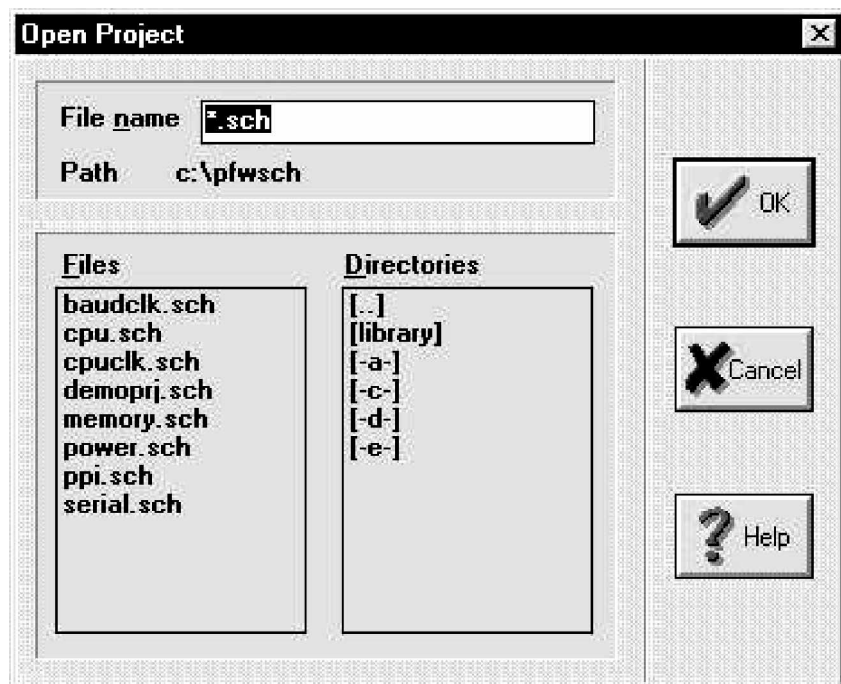 Open Project
File name *.sch
Path c:\pfwsch
Files
baudclk.sch
cpu.sch
cpuclk.sch
demoprj.sch
memory.sch
power.sch
ppi.sch
serial.sch
Directories
[..]
[library]
[-a-]
[-c-]
[-d-]
[-e-]
OK
Cancel
Help